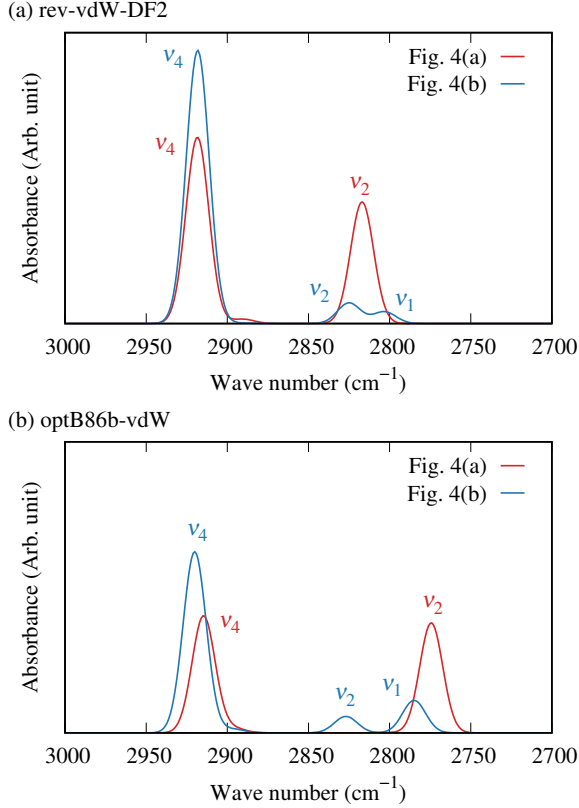 (a) rev-vdW-DF2
Absorbance (Arb. unit)
Fig. 4(a)
Fig. 4(b)
ν4
ν4
ν2
ν2
ν1
3000 2950 2900 2850 2800 2750 2700
Wave number (cm−1)
(b) optB86b-vdW
Absorbance (Arb. unit)
Fig. 4(a)
Fig. 4(b)
ν4
ν4
ν2
ν1
ν2
3000 2950 2900 2850 2800 2750 2700
Wave number (cm−1)